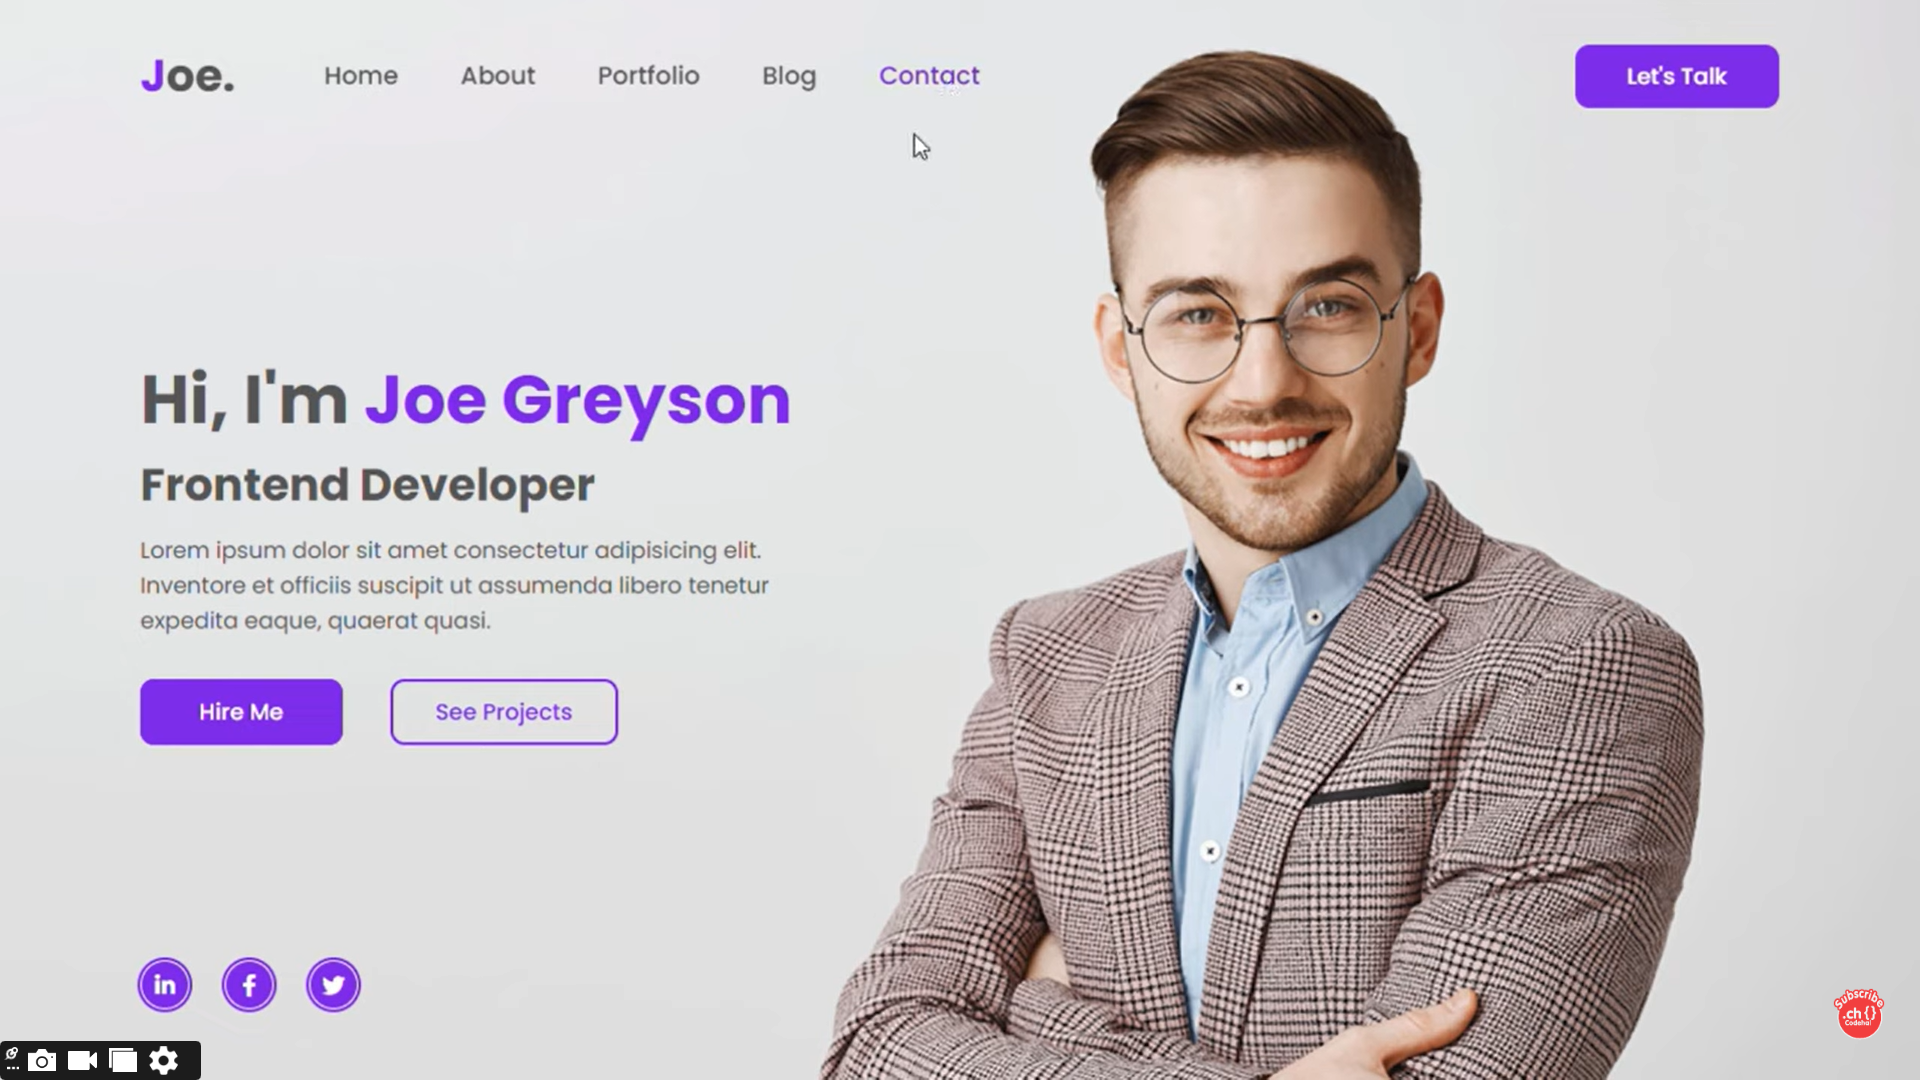 Joe.
Home
About
Portfolio
Blog
Contact
Let's Talk
Hi, I'm Joe Greyson
Frontend Developer
Lorem ipsum dolor sit amet consectetur adipisicing elit.
Inventore et officiis suscipit ut assumenda libero tenetur
expedita eaque, quaerat quasi.
Hire Me
See Projects
in
f
Subscribe
.ch {}
Codehal